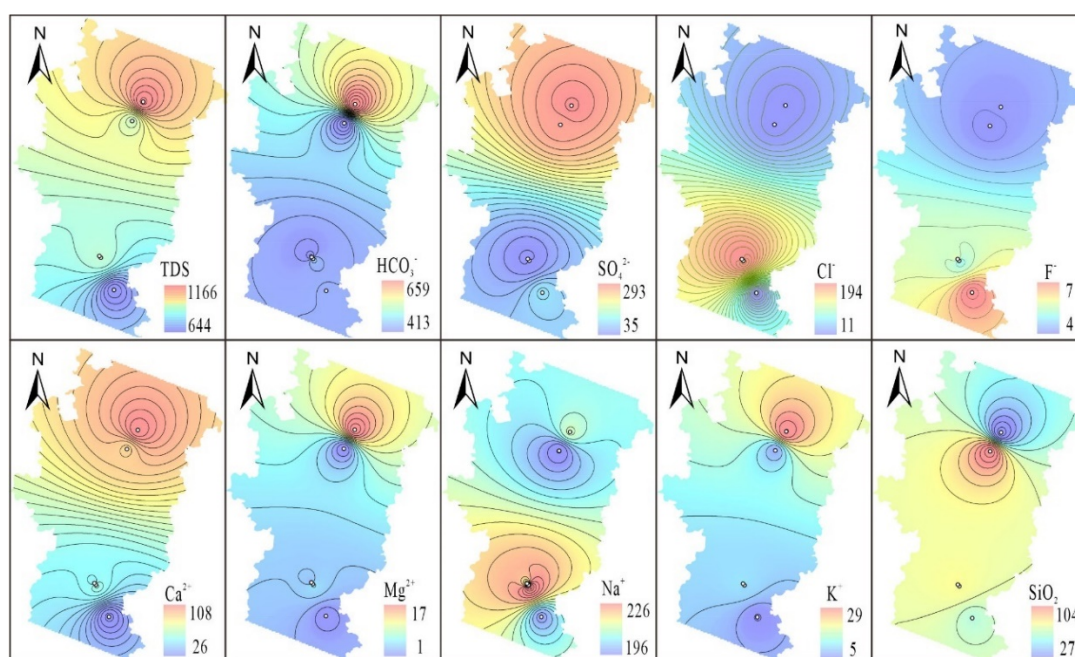 N
TDS
1166
644
N
HCO₃⁻
659
413
N
SO₄²⁻
293
35
N
Cl⁻
194
11
N
F⁻
7
4
N
Ca²⁺
108
26
N
Mg²⁺
17
1
N
Na⁺
226
196
N
K⁺
29
5
N
SiO₂
104
27